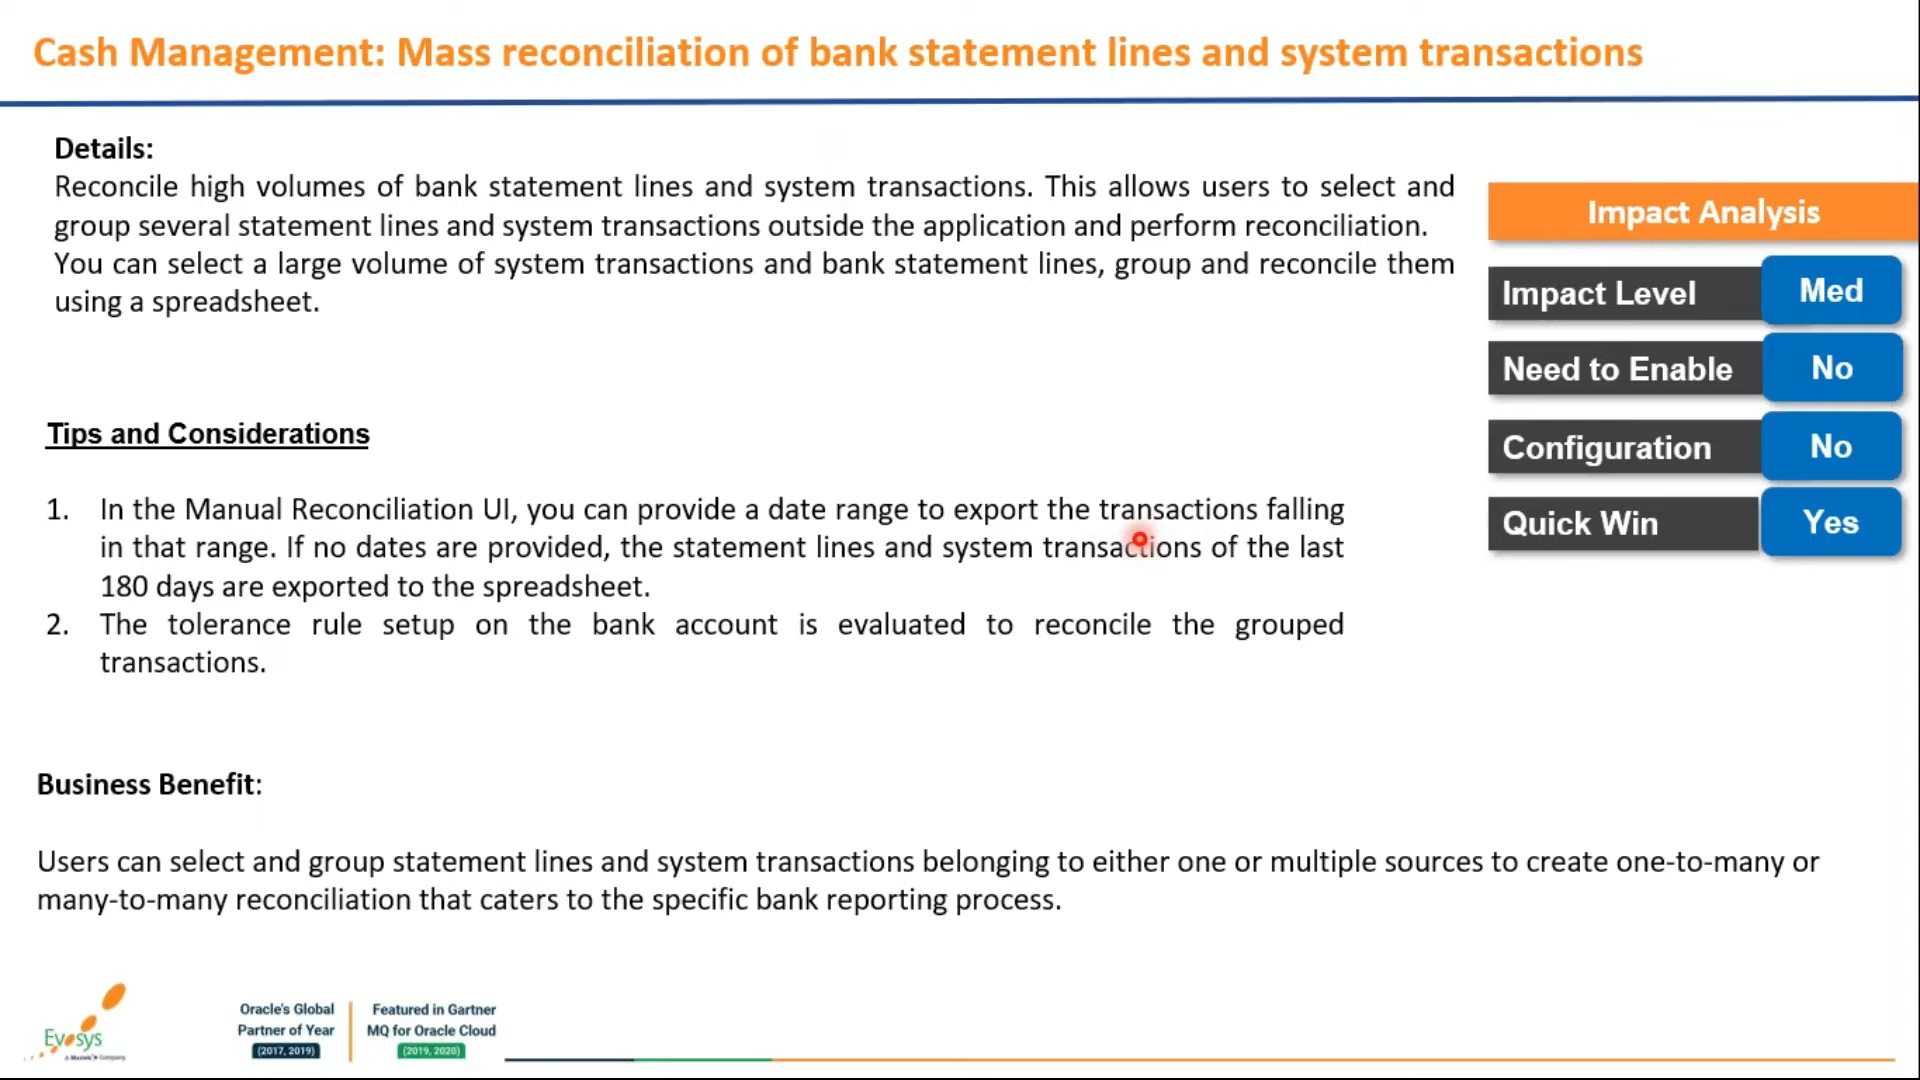 Cash Management: Mass reconciliation of bank statement lines and system transactions
Details:
Reconcile high volumes of bank statement lines and system transactions. This allows users to select and
group several statement lines and system transactions outside the application and perform reconciliation.
You can select a large volume of system transactions and bank statement lines, group and reconcile them
using a spreadsheet.
Impact Analysis
Impact Level Med
Need to Enable No
Configuration No
Quick Win Yes
Tips and Considerations
1. In the Manual Reconciliation UI, you can provide a date range to export the transactions falling
in that range. If no dates are provided, the statement lines and system transactions of the last
180 days are exported to the spreadsheet.
2. The tolerance rule setup on the bank account is evaluated to reconcile the grouped
transactions.
Business Benefit:
Users can select and group statement lines and system transactions belonging to either one or multiple sources to create one-to-many or
many-to-many reconciliation that caters to the specific bank reporting process.
Evosys
A Mastek Company
Oracle's Global
Partner of Year
(2017, 2019)
Featured in Gartner
MQ for Oracle Cloud
(2019, 2020)